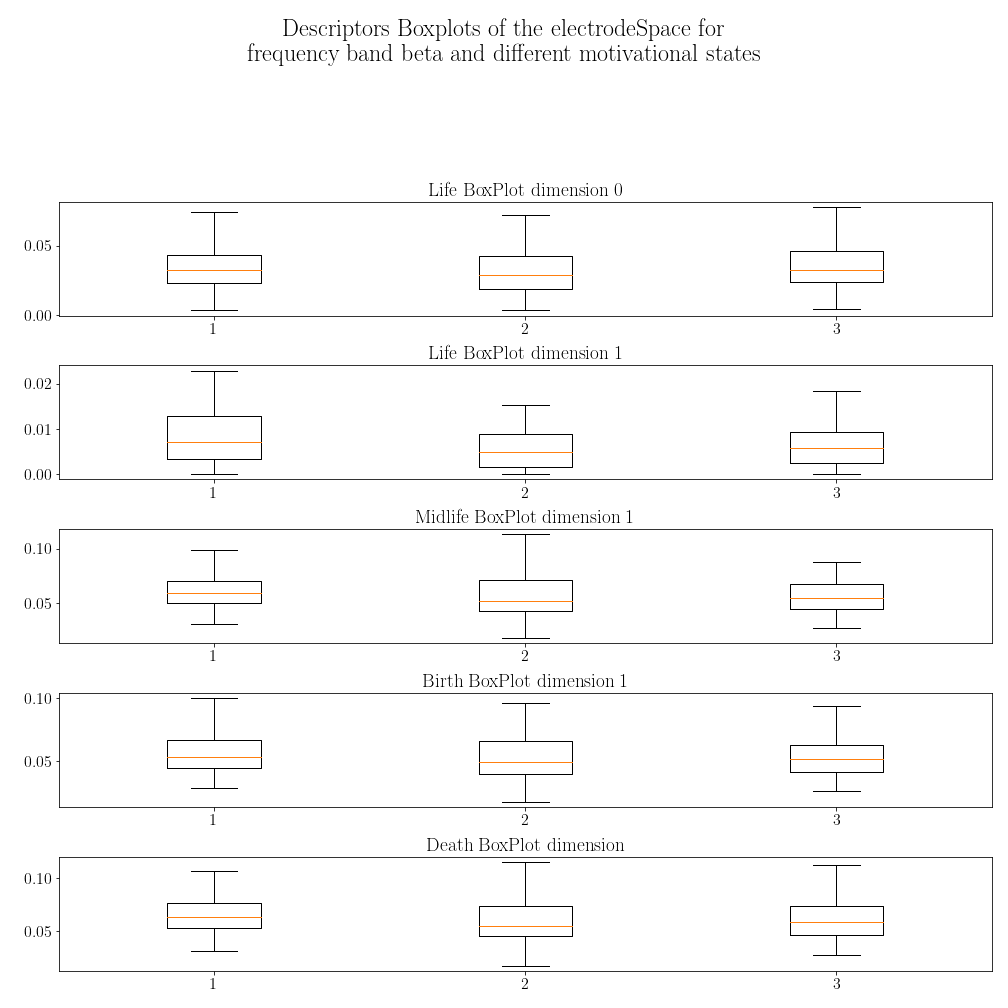 Descriptors Boxplots of the electrodeSpace for
frequency band beta and different motivational states
Life BoxPlot dimension 0
0.05
0.00
1 2 3
Life BoxPlot dimension 1
0.02
0.01
0.00
1 2 3
Midlife BoxPlot dimension 1
0.10
0.05
1 2 3
Birth BoxPlot dimension 1
0.10
0.05
1 2 3
Death BoxPlot dimension
0.10
0.05
1 2 3